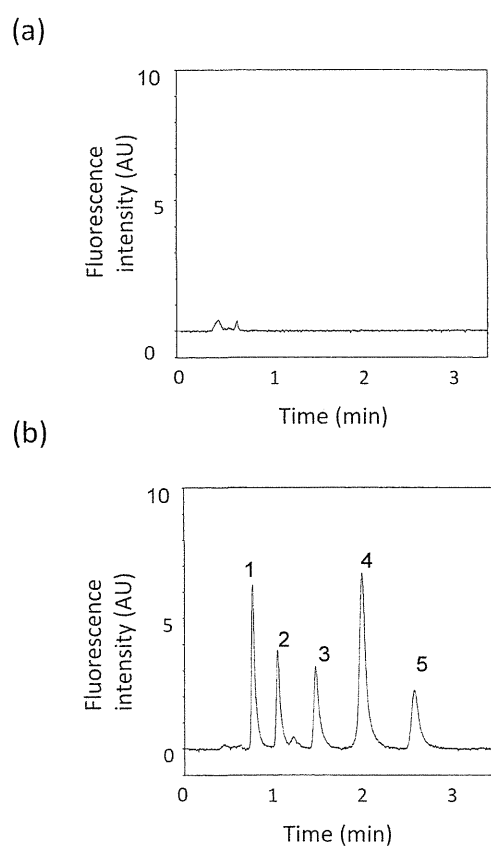 (a)
10
5
0
Fluorescence
intensity (AU)
0 1 2 3
Time (min)
(b)
10
5
0
Fluorescence
intensity (AU)
1
2
3
4
5
0 1 2 3
Time (min)